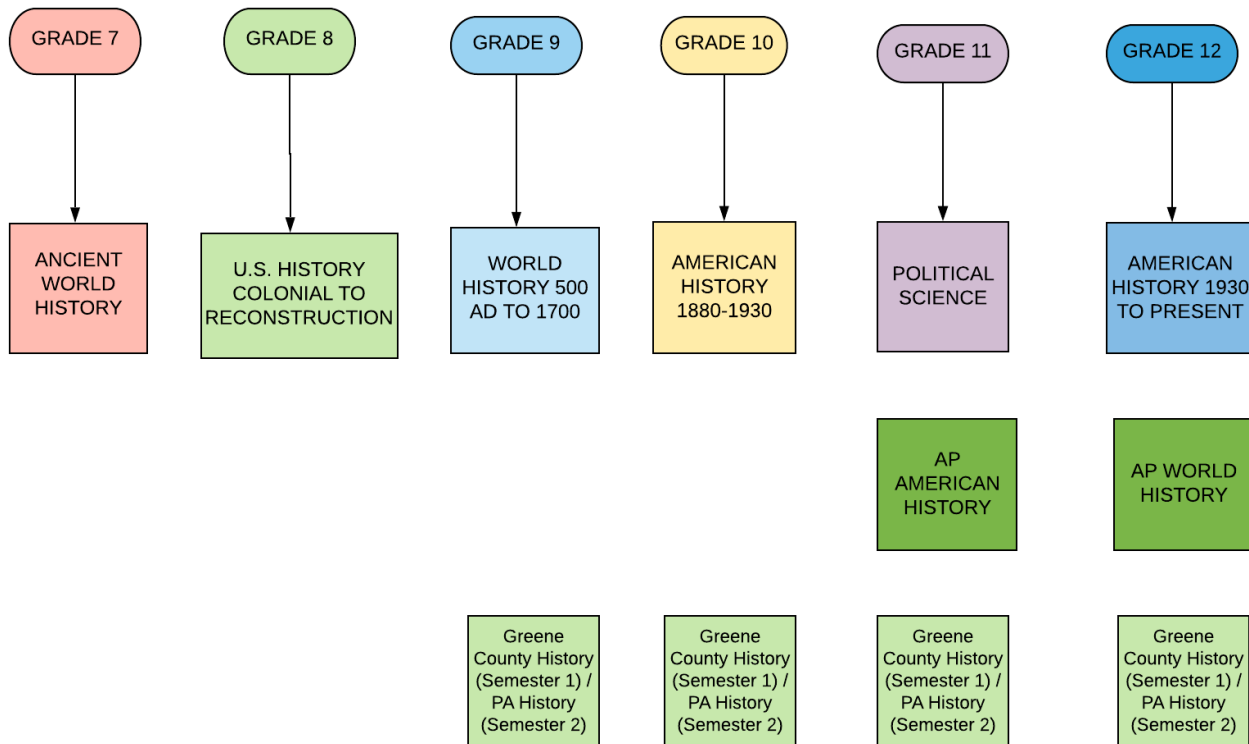 GRADE 7
GRADE 8
GRADE 9
GRADE 10
GRADE 11
GRADE 12
ANCIENT
WORLD
HISTORY
U.S. HISTORY
COLONIAL TO
RECONSTRUCTION
WORLD
HISTORY 500
AD TO 1700
AMERICAN
HISTORY
1880-1930
POLITICAL
SCIENCE
AMERICAN
HISTORY 1930
TO PRESENT
AP
AMERICAN
HISTORY
AP WORLD
HISTORY
Greene
County History
(Semester 1) /
PA History
(Semester 2)
Greene
County History
(Semester 1) /
PA History
(Semester 2)
Greene
County History
(Semester 1) /
PA History
(Semester 2)
Greene
County History
(Semester 1) /
PA History
(Semester 2)